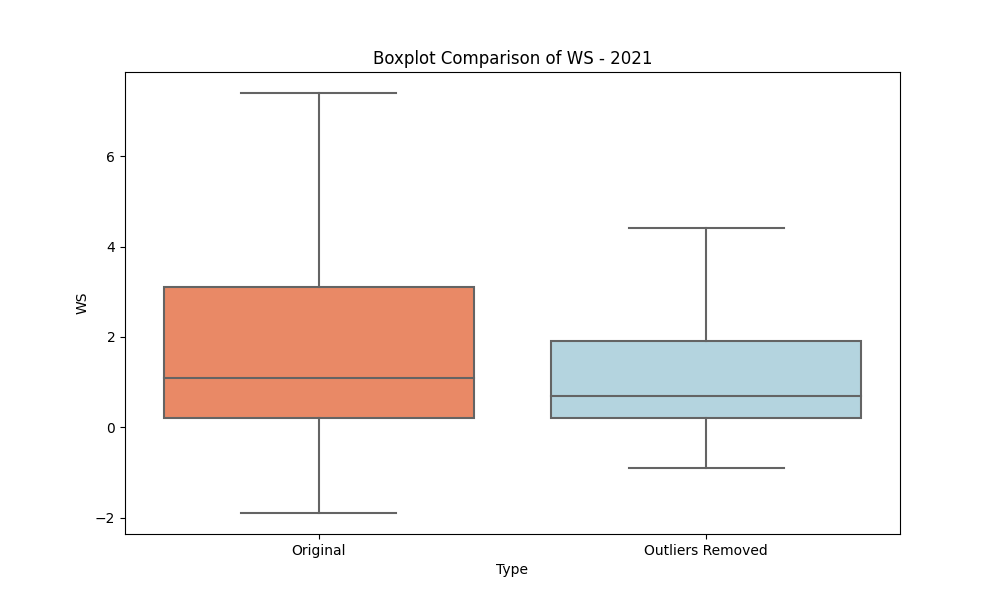 Boxplot Comparison of WS - 2021
WS
6
4
2
0
−2
Original
Outliers Removed
Type